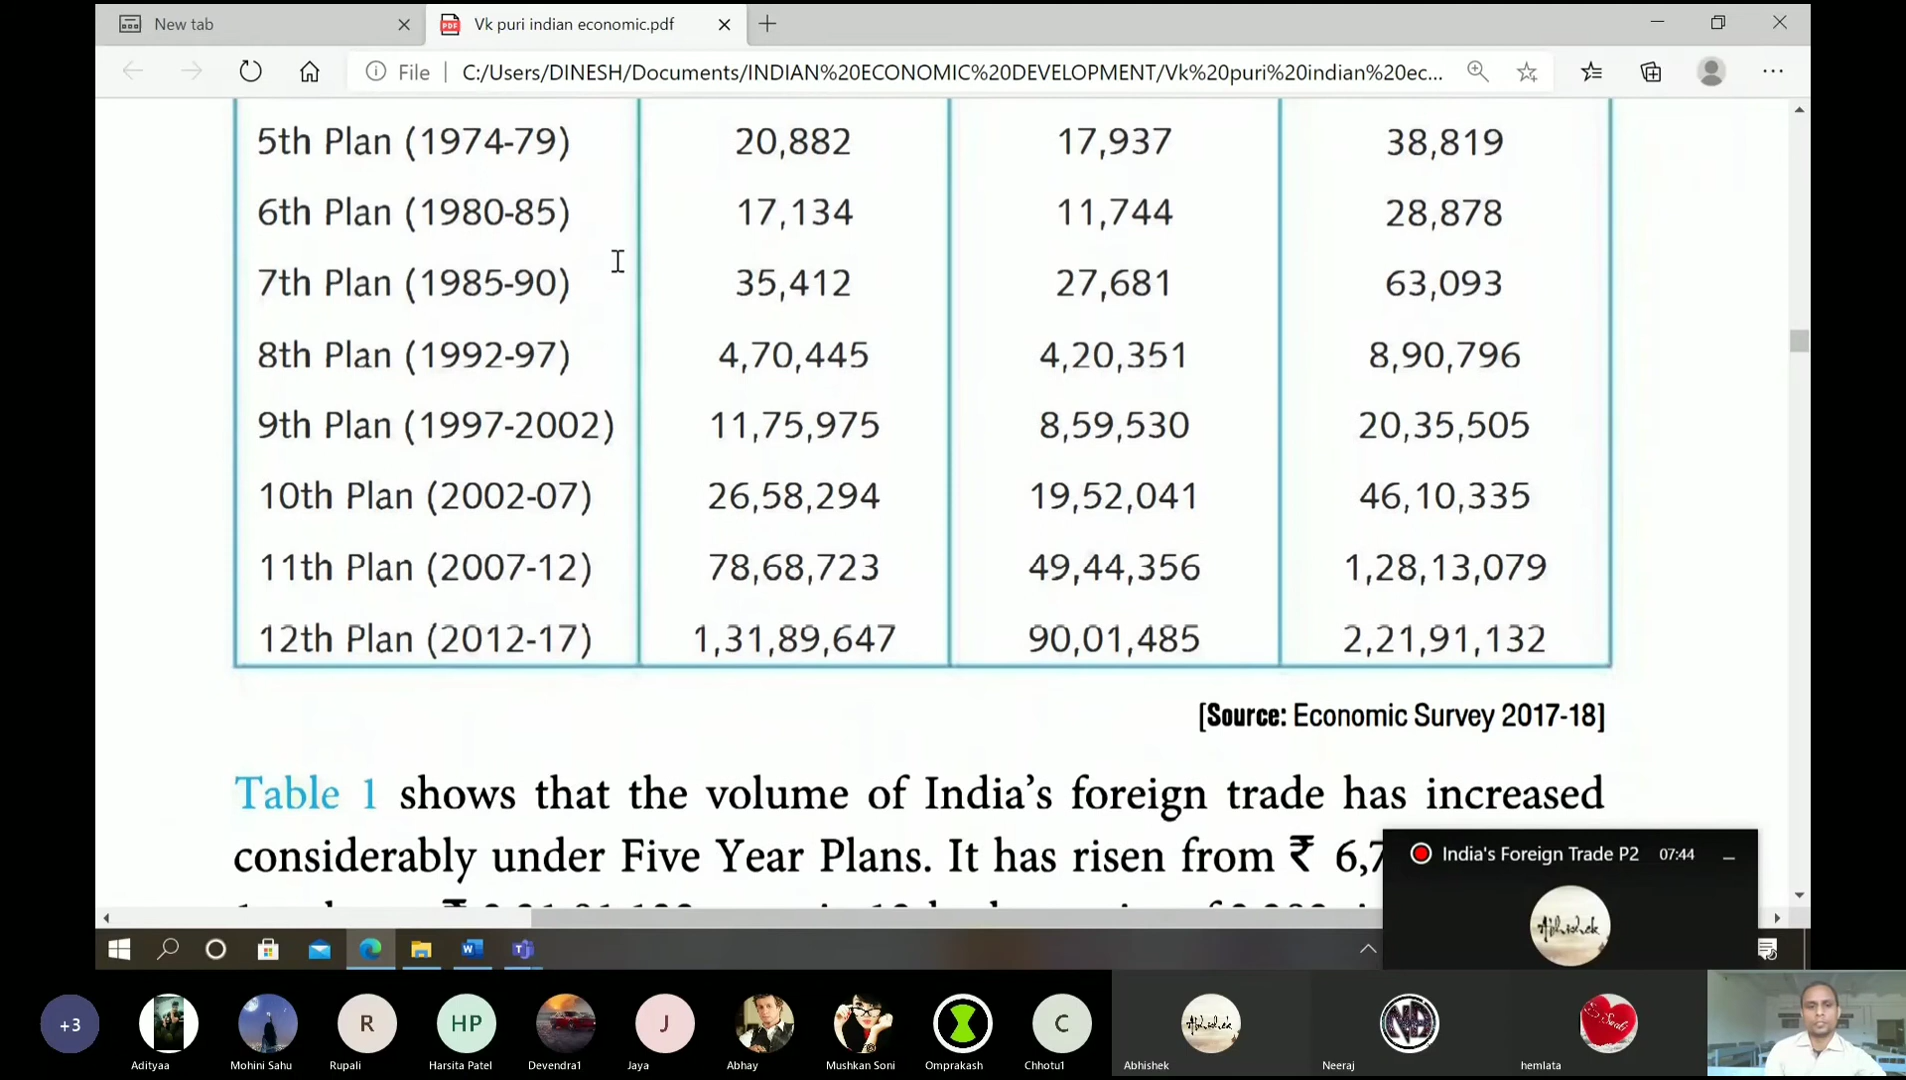 New tab
Vk puri indian economic.pdf
File
C:/Users/DINESH/Documents/INDIAN%20ECONOMIC%20DEVELOPMENT/Vk%20puri%20indian%20ec...
5th Plan (1974-79) 20,882 17,937 38,819
6th Plan (1980-85) 17,134 11,744 28,878
7th Plan (1985-90) 35,412 27,681 63,093
8th Plan (1992-97) 4,70,445 4,20,351 8,90,796
9th Plan (1997-2002) 11,75,975 8,59,530 20,35,505
10th Plan (2002-07) 26,58,294 19,52,041 46,10,335
11th Plan (2007-12) 78,68,723 49,44,356 1,28,13,079
12th Plan (2012-17) 1,31,89,647 90,01,485 2,21,91,132
[Source: Economic Survey 2017-18]
Table 1 shows that the volume of India's foreign trade has increased
considerably under Five Year Plans. It has risen from ₹ 6,7
India's Foreign Trade P2 07:44
Abhishek
+3
R
HP
J
Abhishek
C
Adityaa
Mohini Sahu
Rupali
Harsita Patel
Devendra1
Jaya
Abhay
Mushkan Soni
Omprakash
Chhotu1
Abhishek
Neeraj
hemlata